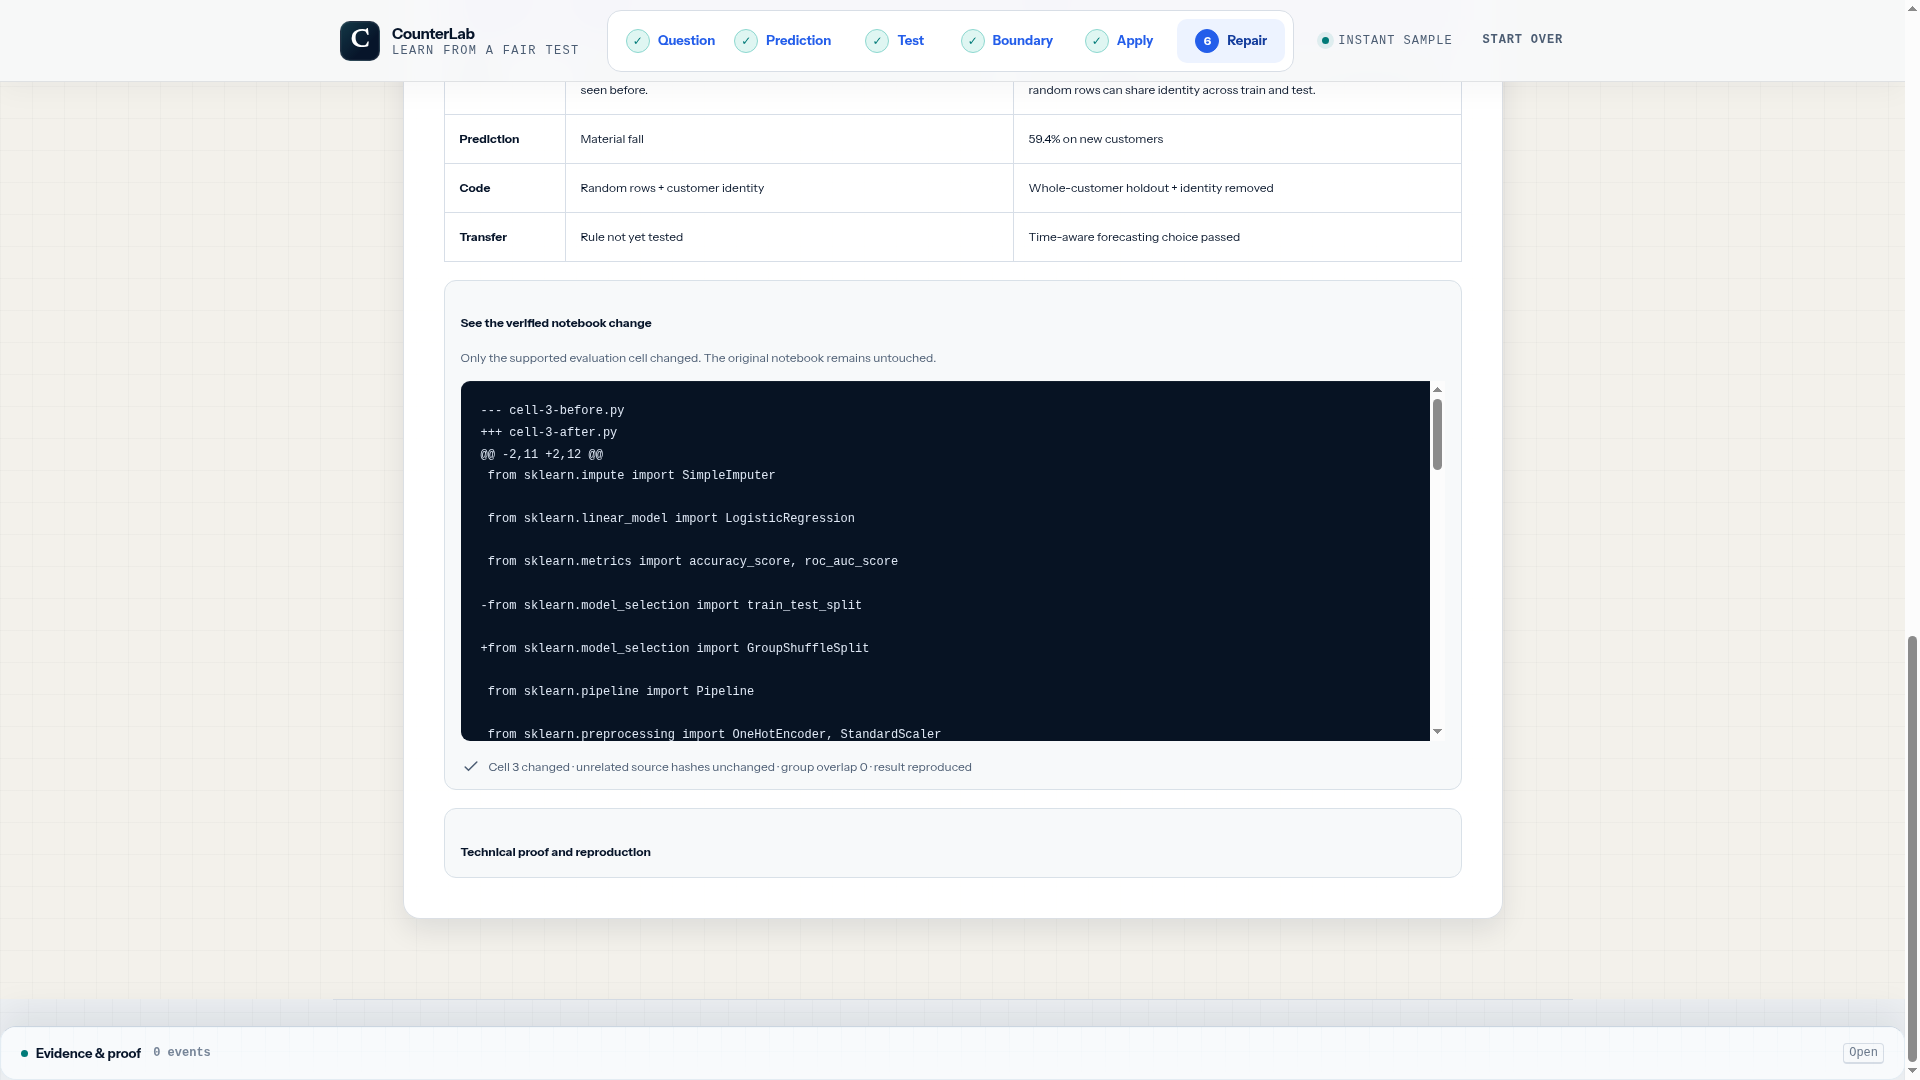 C
CounterLab
LEARN FROM A FAIR TEST
✓ Question ✓ Prediction ✓ Test ✓ Boundary ✓ Apply 6 Repair
INSTANT SAMPLE
START OVER
seen before.
random rows can share identity across train and test.
Prediction Material fall 59.4% on new customers
Code Random rows + customer identity Whole-customer holdout + identity removed
Transfer Rule not yet tested Time-aware forecasting choice passed
See the verified notebook change
Only the supported evaluation cell changed. The original notebook remains untouched.
--- cell-3-before.py
+++ cell-3-after.py
@@ -2,11 +2,12 @@
 from sklearn.impute import SimpleImputer
 from sklearn.linear_model import LogisticRegression
 from sklearn.metrics import accuracy_score, roc_auc_score
-from sklearn.model_selection import train_test_split
+from sklearn.model_selection import GroupShuffleSplit
 from sklearn.pipeline import Pipeline
 from sklearn.preprocessing import OneHotEncoder, StandardScaler
Cell 3 changed · unrelated source hashes unchanged · group overlap 0 · result reproduced
Technical proof and reproduction
Evidence & proof 0 events
Open